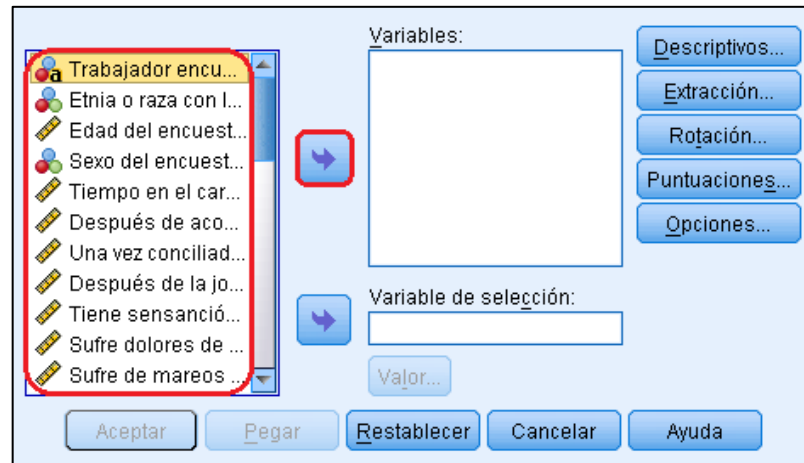 Trabajador encu...
Etnia o raza con l...
Edad del encuest...
Sexo del encuest...
Tiempo en el car...
Después de aco...
Una vez conciliad...
Después de la jo...
Tiene sensanció...
Sufre dolores de ...
Sufre de mareos ...
Variables:
Variable de selección:
Valor...
Descriptivos...
Extracción...
Rotación...
Puntuaciones...
Opciones...
Aceptar
Pegar
Restablecer
Cancelar
Ayuda